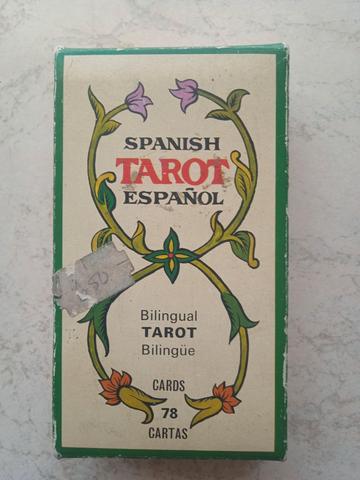 SPANISH
TAROT
ESPAÑOL
Bilingual
TAROT
Bilingüe
CARDS
78
CARTAS